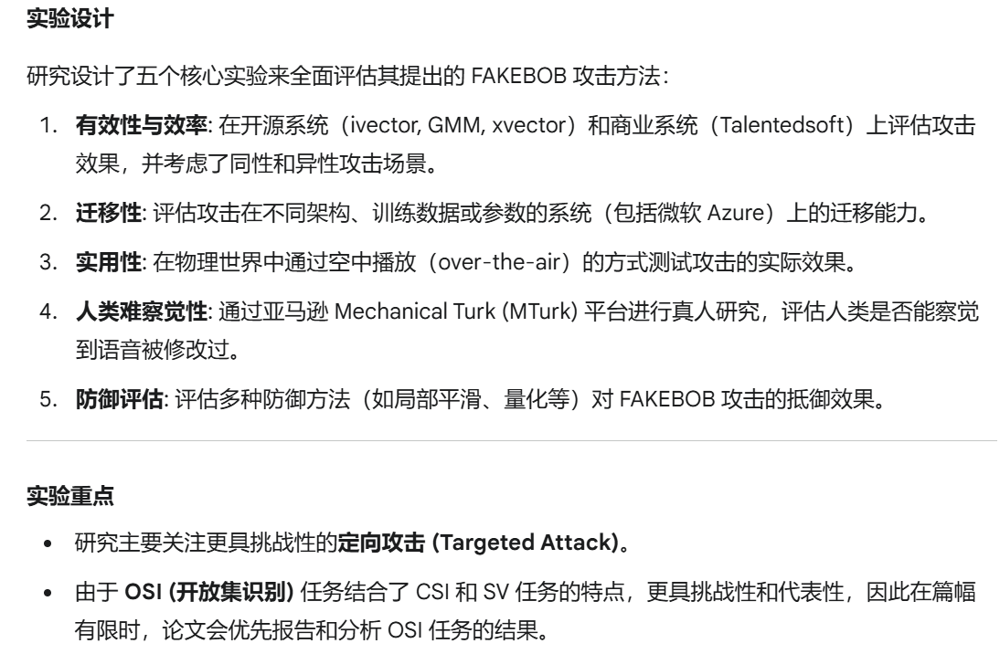 实验设计
研究设计了五个核心实验来全面评估其提出的 FAKEBOB 攻击方法：
1. 有效性与效率: 在开源系统（ivector, GMM, xvector）和商业系统（Talentedsoft）上评估攻击
效果，并考虑了同性和异性攻击场景。
2. 迁移性: 评估攻击在不同架构、训练数据或参数的系统（包括微软 Azure）上的迁移能力。
3. 实用性: 在物理世界中通过空中播放（over-the-air）的方式测试攻击的实际效果。
4. 人类难察觉性: 通过亚马逊 Mechanical Turk (MTurk) 平台进行真人研究，评估人类是否能察觉
到语音被修改过。
5. 防御评估: 评估多种防御方法（如局部平滑、量化等）对 FAKEBOB 攻击的抵御效果。
实验重点
• 研究主要关注更具挑战性的定向攻击 (Targeted Attack)。
• 由于 OSI (开放集识别) 任务结合了 CSI 和 SV 任务的特点，更具挑战性和代表性，因此在篇幅
有限时，论文会优先报告和分析 OSI 任务的结果。